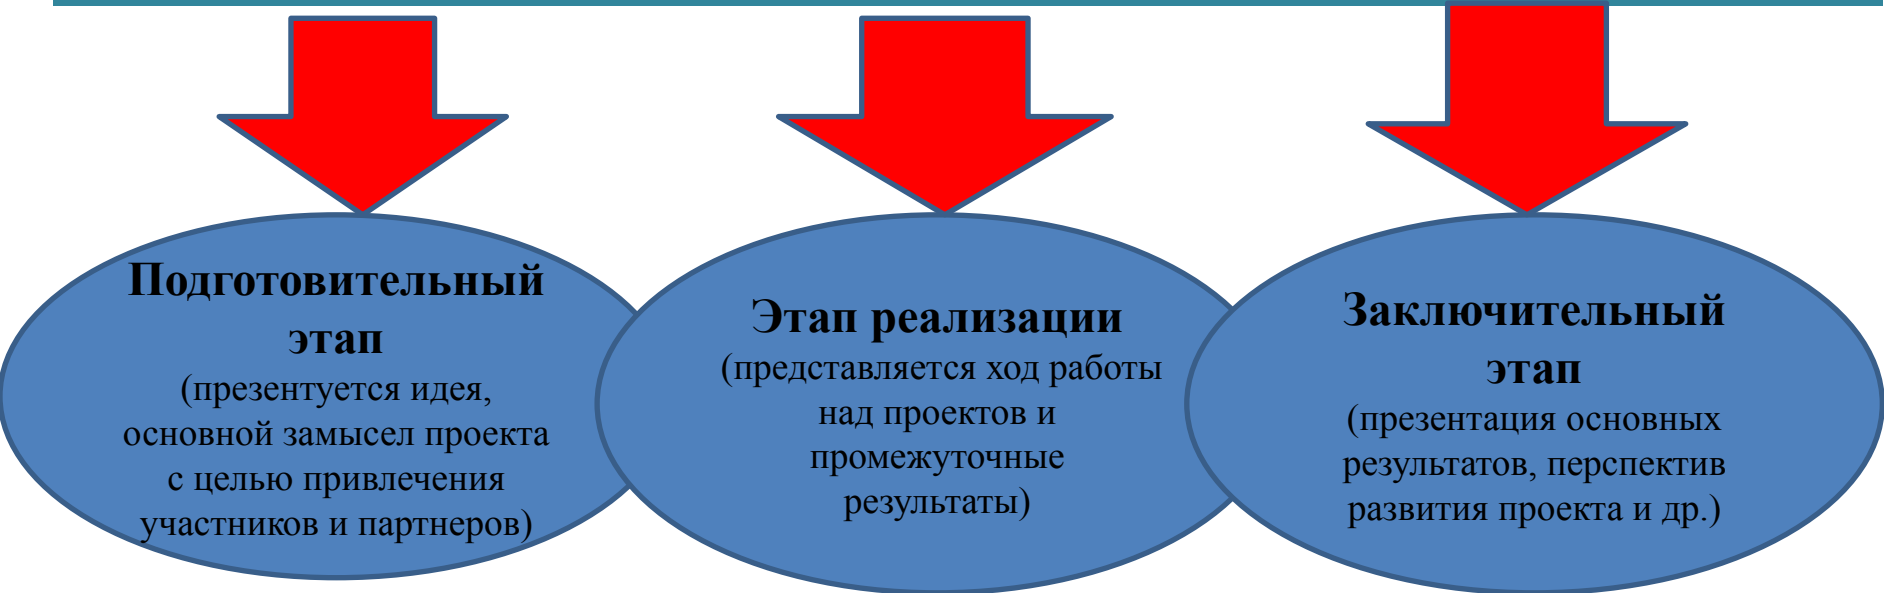 Подготовительный
этап
(презентуется идея,
основной замысел проекта
с целью привлечения
участников и партнеров)
Этап реализации
(представляется ход работы
над проектов и
промежуточные
результаты)
Заключительный
этап
(презентация основных
результатов, перспектив
развития проекта и др.)